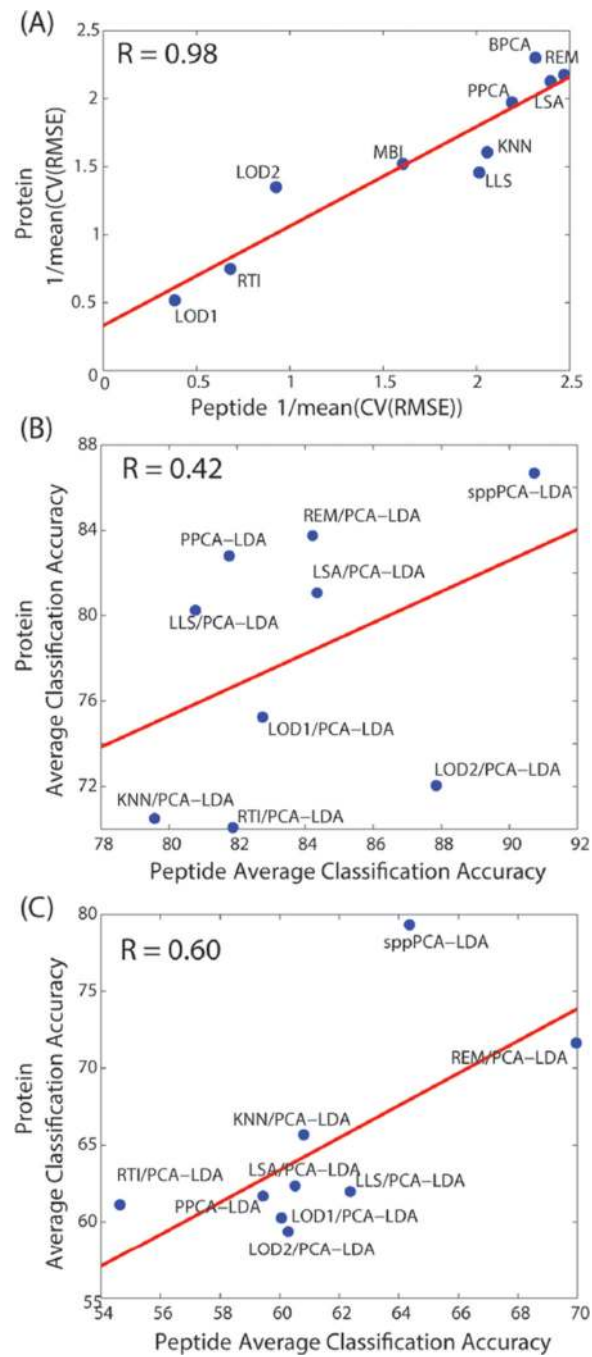 (A)
R = 0.98
2.5
2
1.5
1
0.5
0
Protein
1/mean(CV(RMSE)
BPCA
REM
PPCA
LSA
KNN
MBI
LLS
LOD2
RTI
LOD1
0
0.5
1
1.5
2
2.5
Peptide 1/mean(CV(RMSE))
(B)
R = 0.42
88
84
80
76
72
Protein
Average Classification Accuracy
sppPCA-LDA
REM/PCA-LDA
PPCA-LDA
LSA/PCA-LDA
LLS/PCA-LDA
LOD1/PCA-LDA
LOD2/PCA-LDA
KNN/PCA-LDA
RTI/PCA-LDA
78 80 82 84 86 88 90 92
Peptide Average Classification Accuracy
(C)
R = 0.60
80
75
70
65
60
55
Protein
Average Classification Accuracy
sppPCA-LDA
REM/PCA-LDA
KNN/PCA-LDA
RTI/PCA-LDA
LSA/PCA-LDA
LLS/PCA-LDA
PPCA-LDA
LOD1/PCA-LDA
LOD2/PCA-LDA
54 56 58 60 62 64 66 68 70
Peptide Average Classification Accuracy